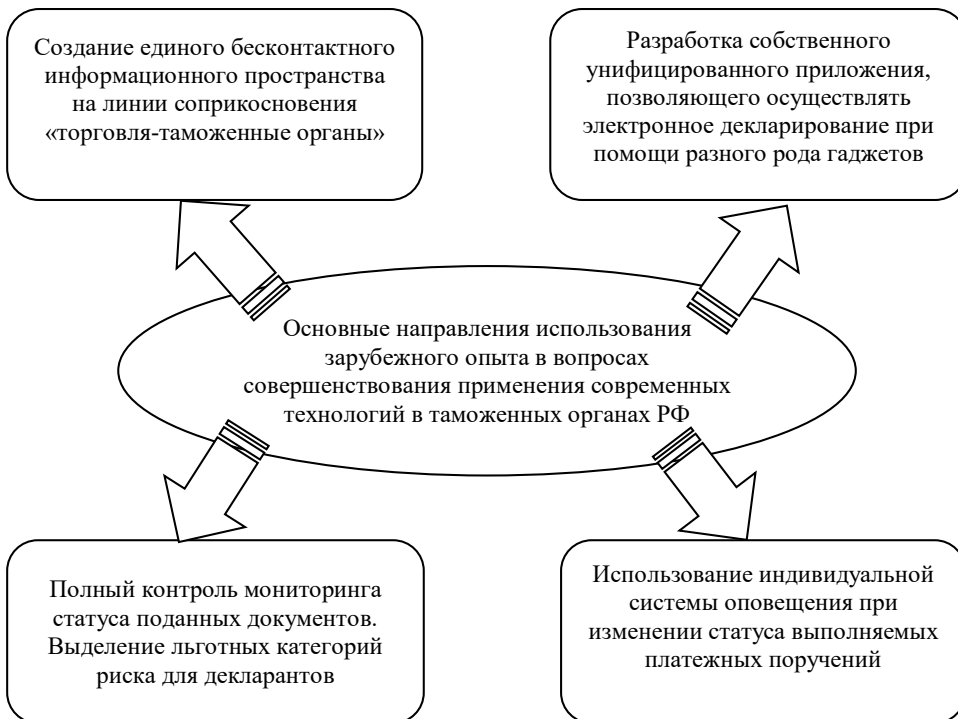 Создание единого бесконтактного
информационного пространства
на линии соприкосновения
«торговля-таможенные органы»
Разработка собственного
унифицированного приложения,
позволяющего осуществлять
электронное декларирование при
помощи разного рода гаджетов
Основные направления использования
зарубежного опыта в вопросах
совершенствования применения современных
технологий в таможенных органах РФ
Полный контроль мониторинга
статуса поданных документов.
Выделение льготных категорий
риска для декларантов
Использование индивидуальной
системы оповещения при
изменении статуса выполняемых
платежных поручений